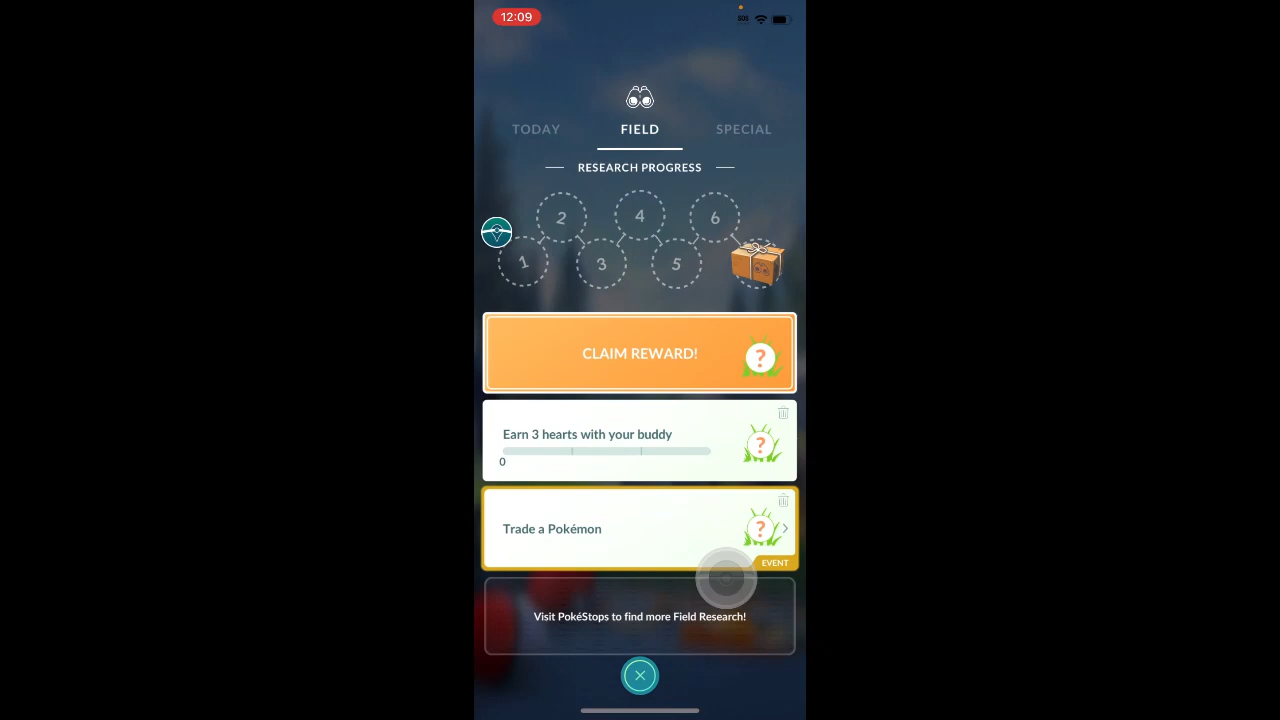 12:09
SOS
TODAY
FIELD
SPECIAL
RESEARCH PROGRESS
2
4
6
1
3
5
CLAIM REWARD!
?
Earn 3 hearts with your buddy
?
0
Trade a Pokémon
?
EVENT
Visit PokéStops to find more Field Research!